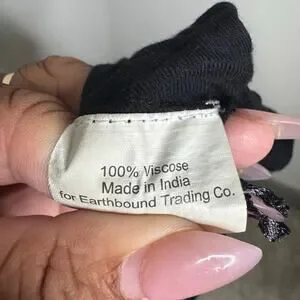 100% Viscose
Made in India
for Earthbound Trading Co.